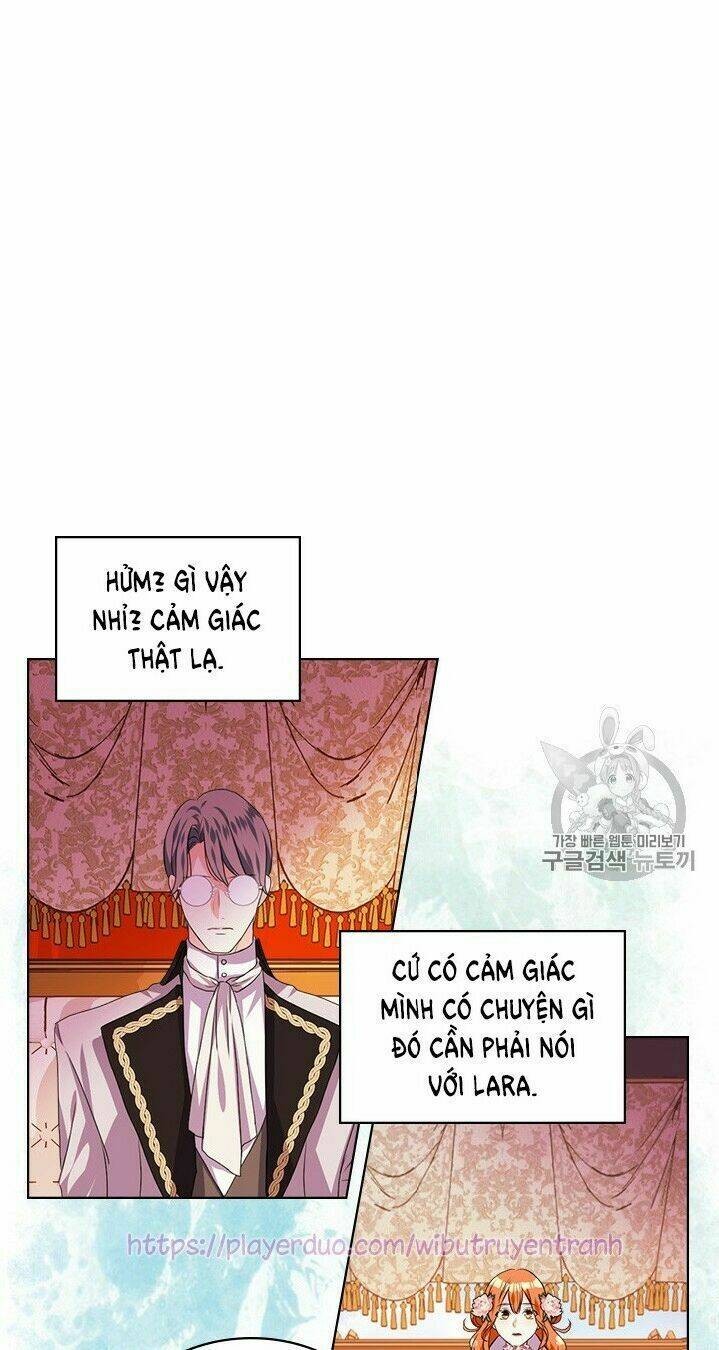 HỬM? GÌ VẬY
NHỈ? CẢM GIÁC
THẬT LẠ.
가장 빠른 웹툰 미리보기
구글검색 뉴토끼
CỨ CÓ CẢM GIÁC
MÌNH CÓ CHUYỆN GÌ
ĐÓ CẦN PHẢI NÓI
VỚI LARA.
https://playerduo.com/wibutruyentranh